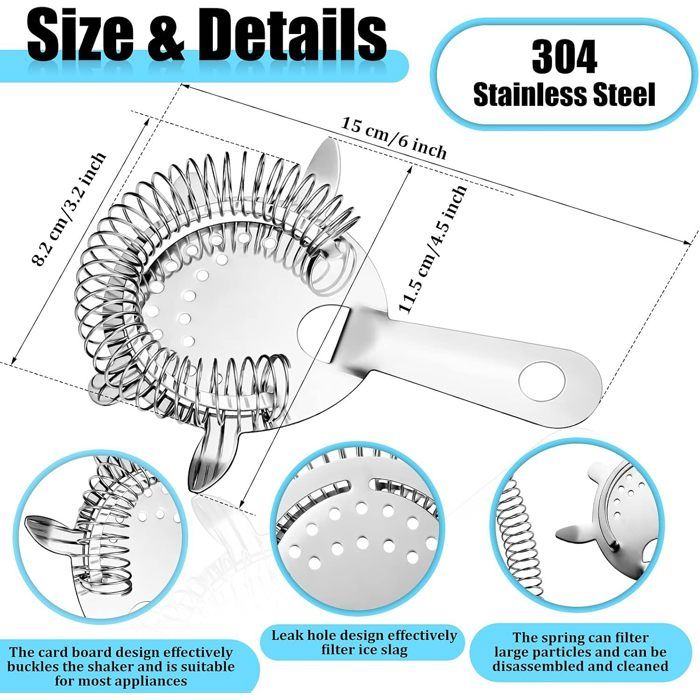 Size & Details
304
Stainless Steel
15 cm/6 inch
8.2 cm/3.2 inch
11.5 cm/4.5 inch
The card board design effectively
buckles the shaker and is suitable
for most appliances
Leak hole design effectively
filter ice slag
The spring can filter
large particles and can be
disassembled and cleaned